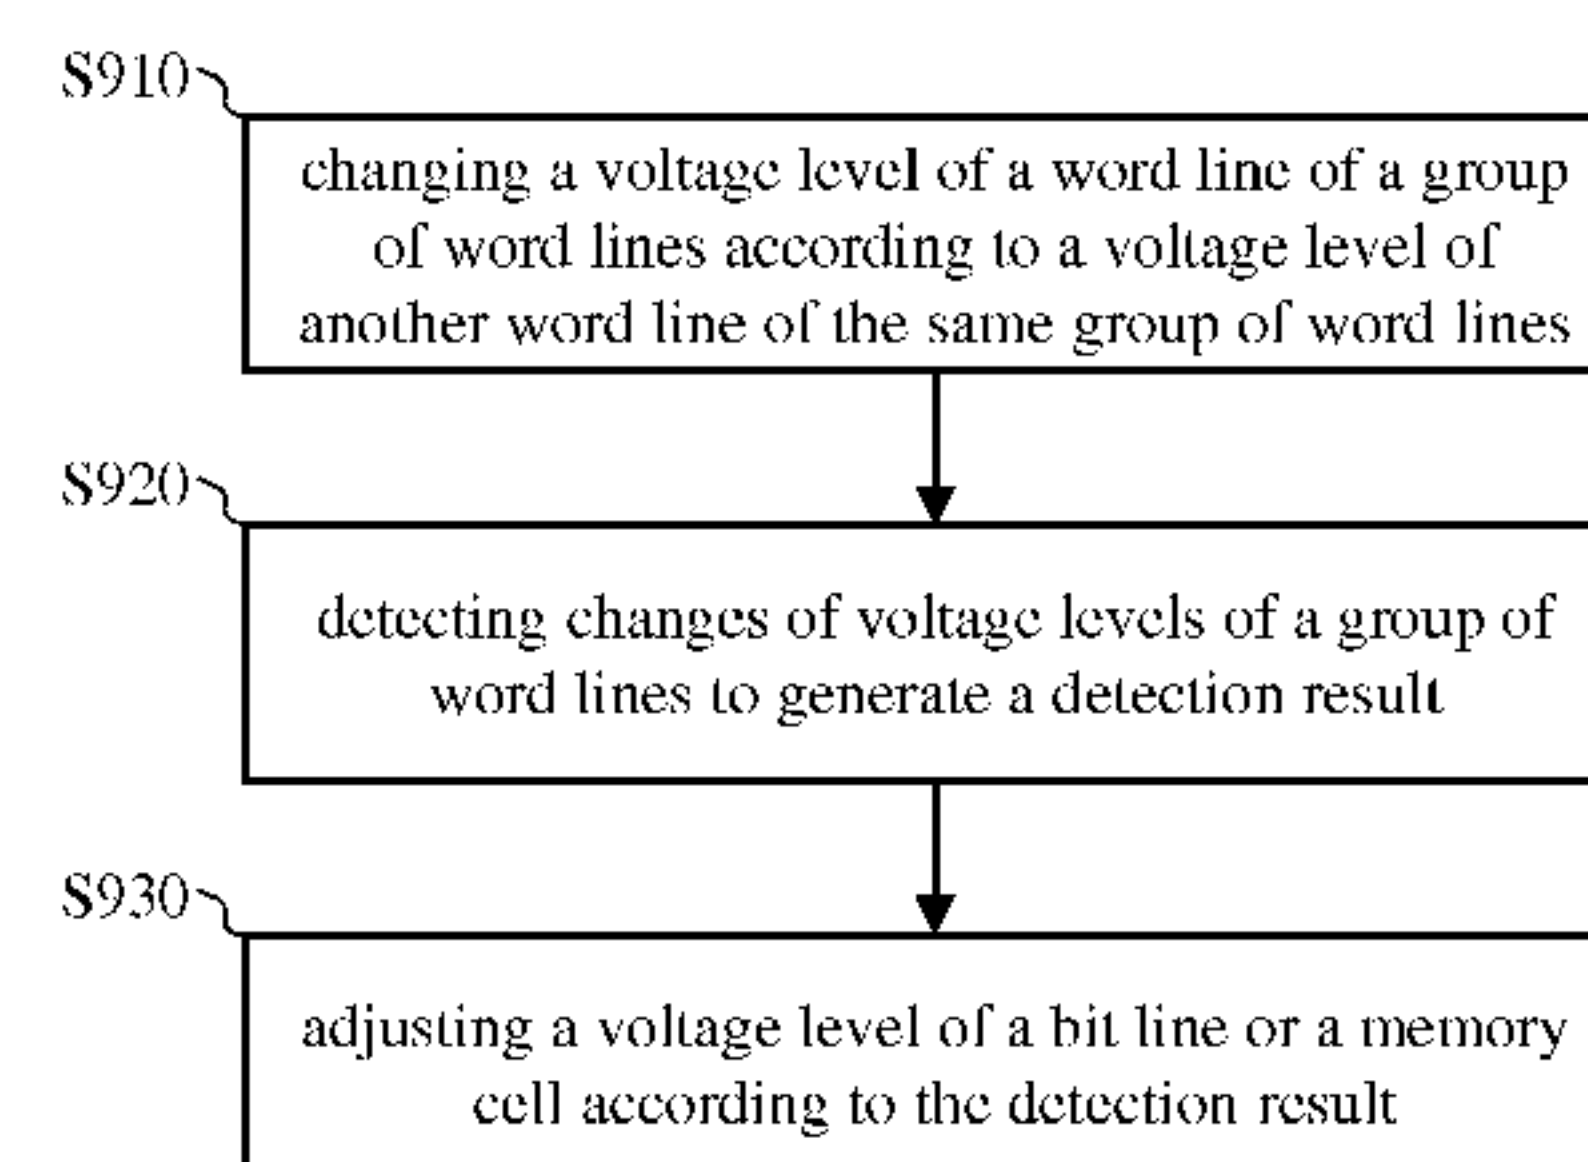 S910
changing a voltage level of a word line of a group
of word lines according to a voltage level of
another word line of the same group of word lines
S920
detecting changes of voltage levels of a group of
word lines to generate a detection result
S930
adjusting a voltage level of a bit line or a memory
cell according to the detection result